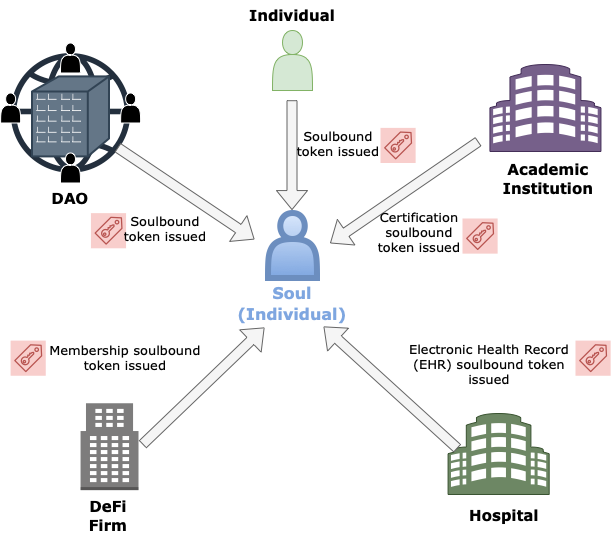 Individual
Soulbound
token issued
DAO
Academic
Institution
Soulbound
token issued
Certification
soulbound
token issued
Soul
(Individual)
Membership soulbound
token issued
Electronic Health Record
(EHR) soulbound token
issued
DeFi
Firm
Hospital